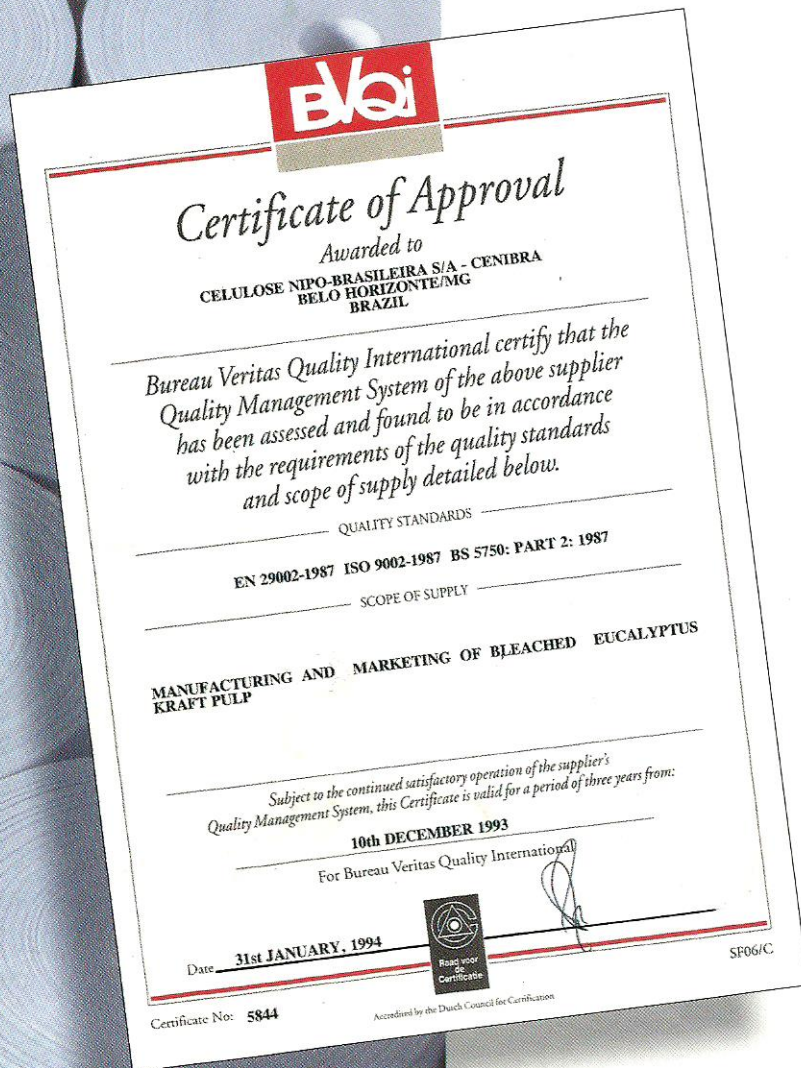 BVQi
Certificate of Approval
Awarded to
CELULOSE NIPO-BRASILEIRA S/A - CENIBRA
BELO HORIZONTE/MG
BRAZIL
Bureau Veritas Quality International certify that the
Quality Management System of the above supplier
has been assessed and found to be in accordance
with the requirements of the quality standards
and scope of supply detailed below.
QUALITY STANDARDS
EN 29002-1987 ISO 9002-1987 BS 5750: PART 2: 1987
SCOPE OF SUPPLY
MANUFACTURING AND MARKETING OF BLEACHED EUCALYPTUS
KRAFT PULP
Subject to the continued satisfactory operation of the supplier's
Quality Management System, this Certificate is valid for a period of three years from:
10th DECEMBER 1993
For Bureau Veritas Quality International
Date 31st JANUARY, 1994
Raad voor
de
Certificatie
SF06/C
Certificate No: 5844
Accredited by the Dutch Council for Certification